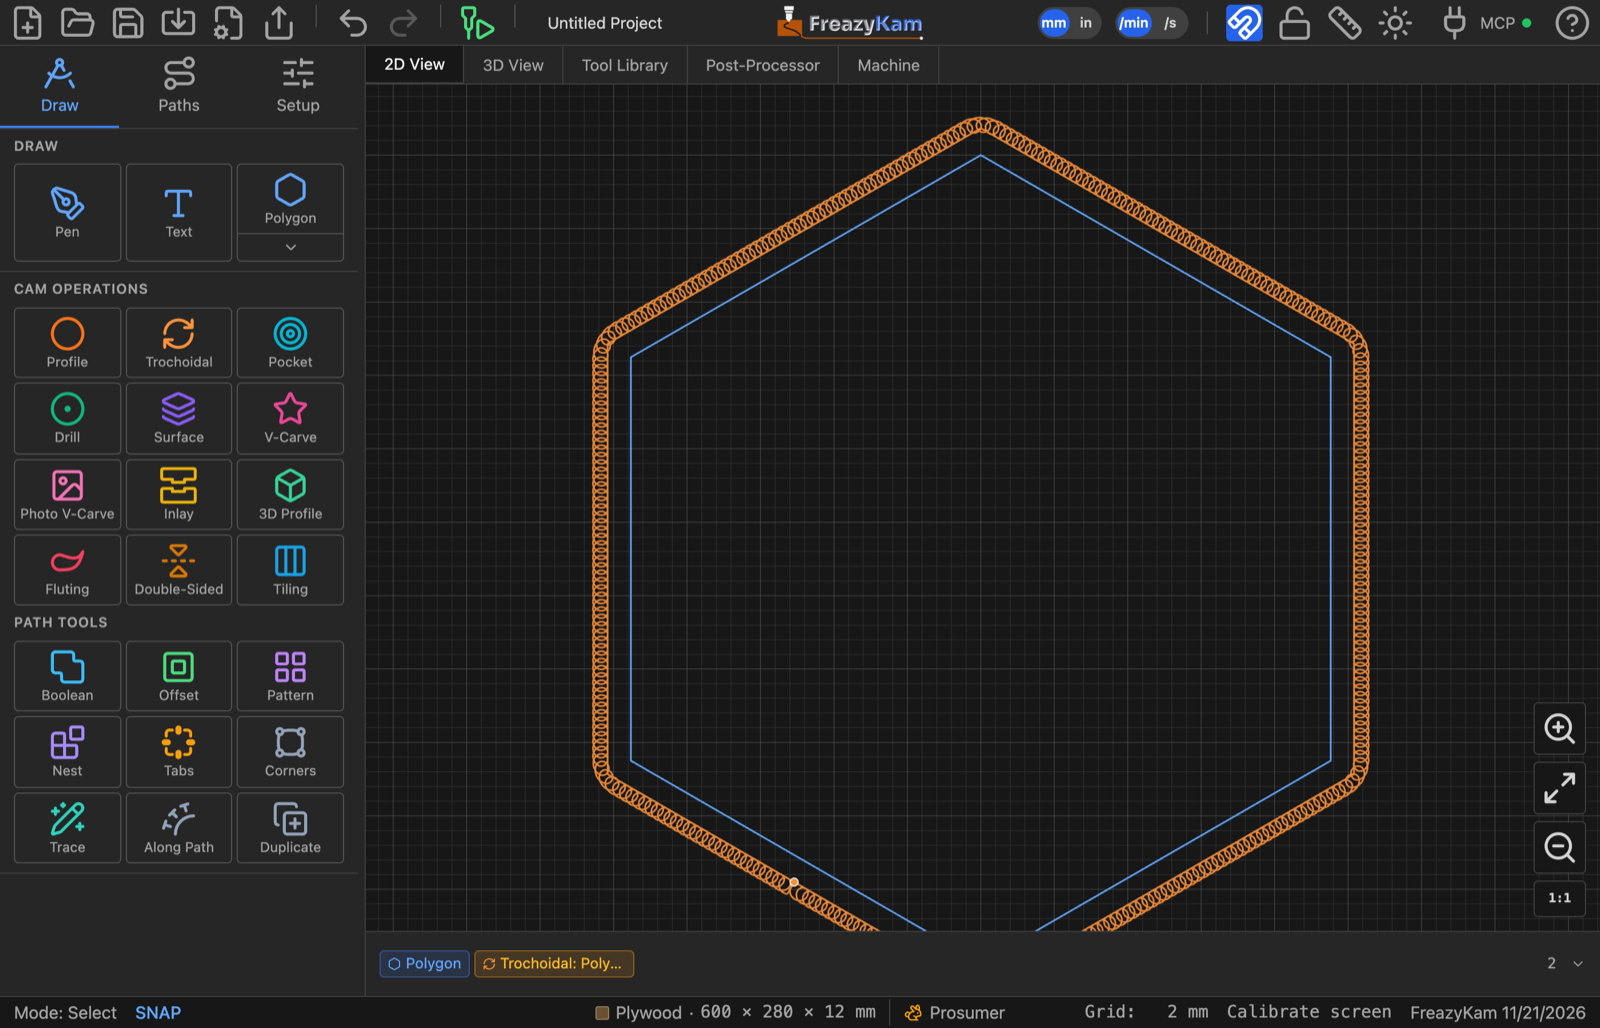 Untitled Project
FreazyKam
mm in
/min /s
MCP
Draw
Paths
Setup
2D View
3D View
Tool Library
Post-Processor
Machine
DRAW
Pen
Text
Polygon
CAM OPERATIONS
Profile
Trochoidal
Pocket
Drill
Surface
V-Carve
Photo V-Carve
Inlay
3D Profile
Fluting
Double-Sided
Tiling
PATH TOOLS
Boolean
Offset
Pattern
Nest
Tabs
Corners
Trace
Along Path
Duplicate
1:1
Polygon
Trochoidal: Poly...
2
Mode: Select
SNAP
Plywood · 600 × 280 × 12 mm
Prosumer
Grid: 2 mm
Calibrate screen
FreazyKam 11/21/2026